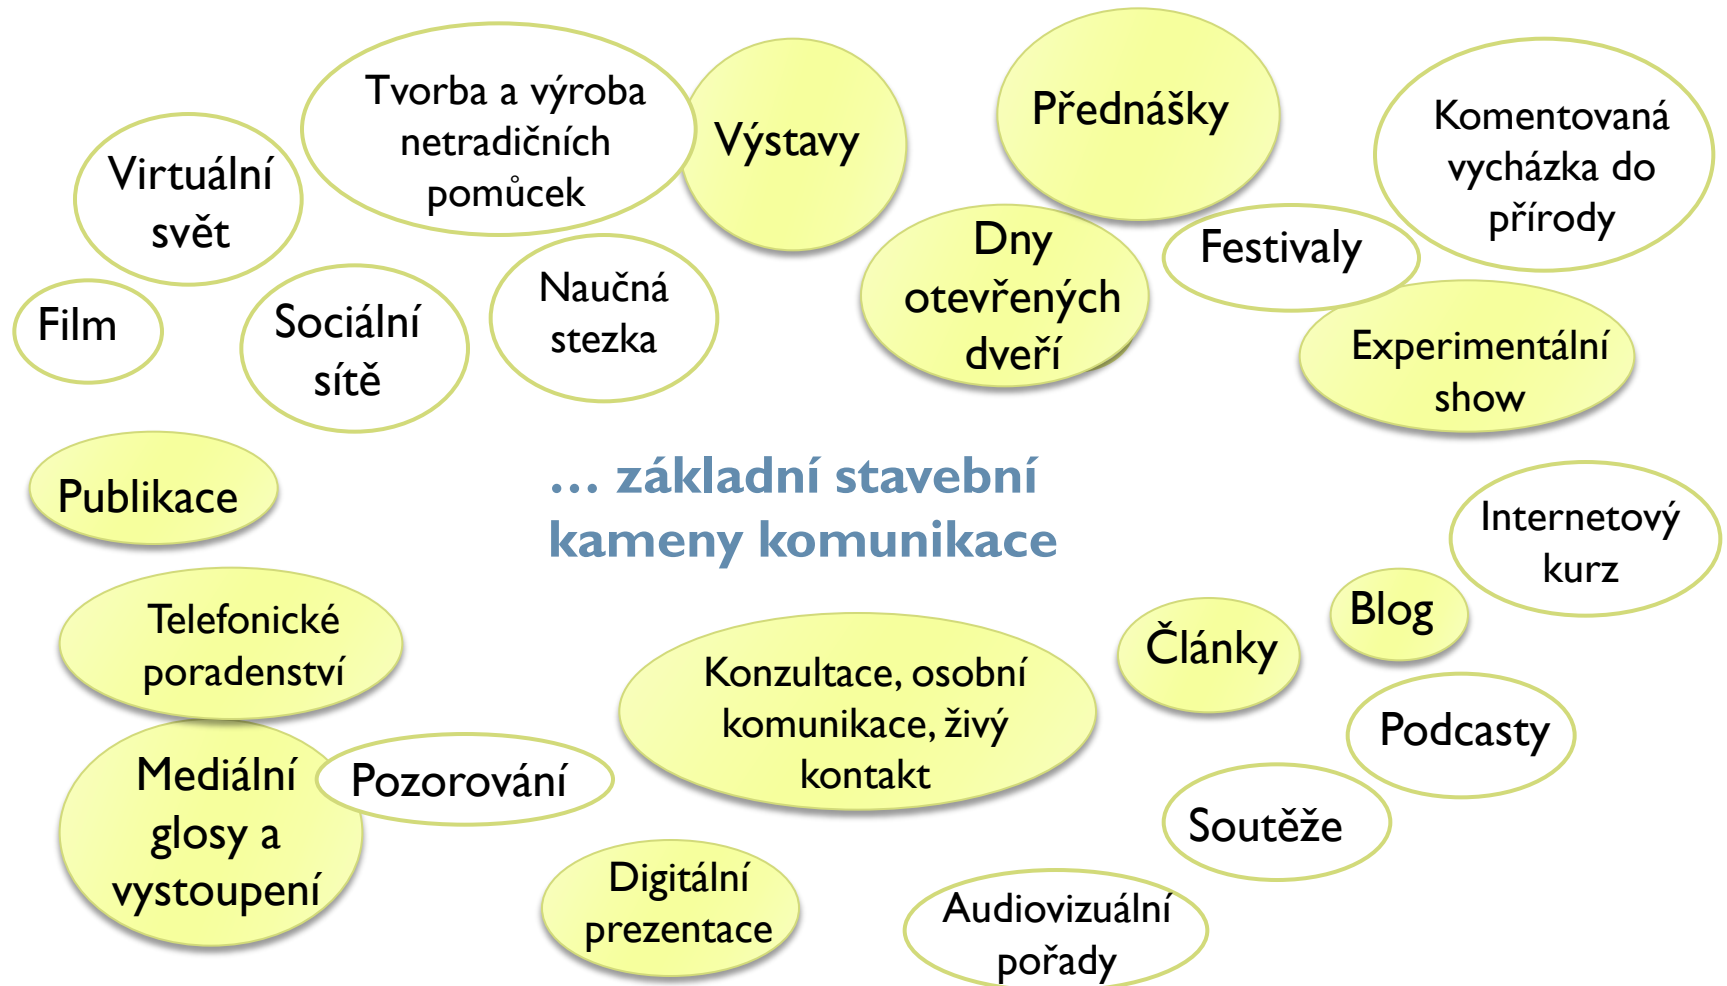 Tvorba a výroba
netradičních
pomůcek
Výstavy
Přednášky
Komentovaná
vycházka do
přírody
Virtuální
svět
Dny
otevřených
dveří
Festivaly
Film
Sociální
sítě
Naučná
stezka
Experimentální
show
Publikace
... základní stavební
kameny komunikace
Internetový
kurz
Telefonické
poradenství
Konzultace, osobní
komunikace, živý
kontakt
Články
Blog
Podcasty
Mediální
glosy a
vystoupení
Pozorování
Soutěže
Digitální
prezentace
Audiovizuální
pořady